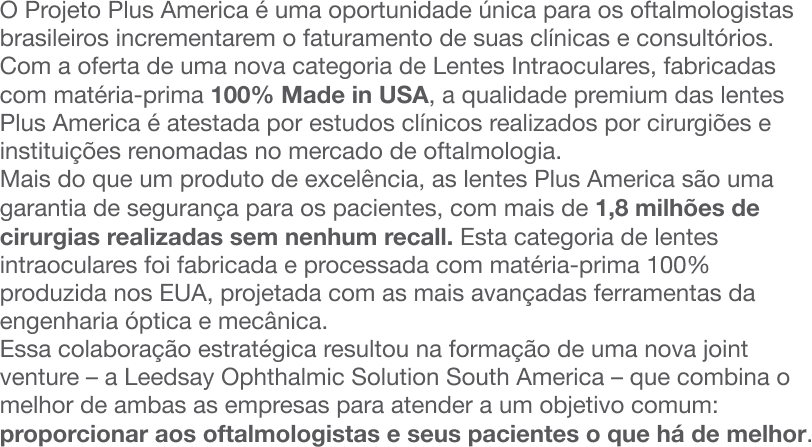 O Projeto Plus America é uma oportunidade única para os oftalmologistas
brasileiros incrementarem o faturamento de suas clínicas e consultórios.
Com a oferta de uma nova categoria de Lentes Intraoculares, fabricadas
com matéria-prima 100% Made in USA, a qualidade premium das lentes
Plus America é atestada por estudos clínicos realizados por cirurgiões e
instituições renomadas no mercado de oftalmologia.
Mais do que um produto de excelência, as lentes Plus America são uma
garantia de segurança para os pacientes, com mais de 1,8 milhões de
cirurgias realizadas sem nenhum recall. Esta categoria de lentes
intraoculares foi fabricada e processada com matéria-prima 100%
produzida nos EUA, projetada com as mais avançadas ferramentas da
engenharia óptica e mecânica.
Essa colaboração estratégica resultou na formação de uma nova joint
venture – a Leedsay Ophthalmic Solution South America – que combina o
melhor de ambas as empresas para atender a um objetivo comum:
proporcionar aos oftalmologistas e seus pacientes o que há de melhor.